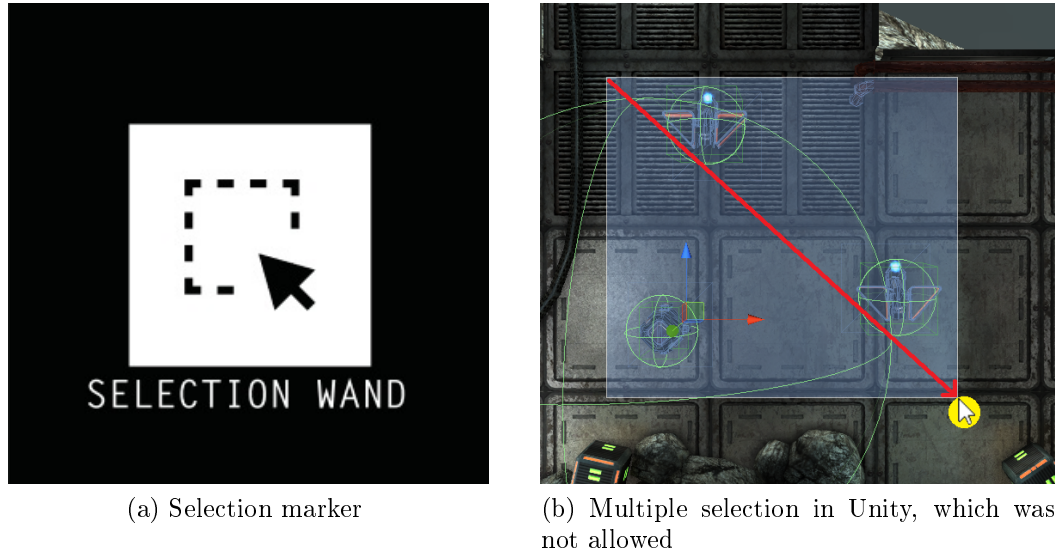 SELECTION WAND
(a) Selection marker
(b) Multiple selection in Unity, which was
not allowed